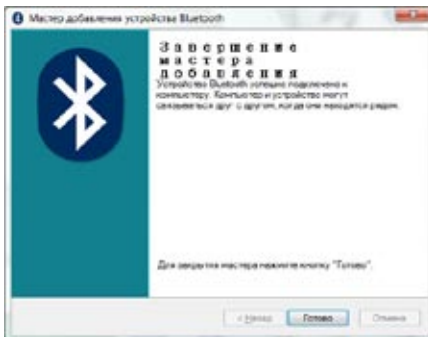 Мастер добавления устройства Bluetooth
Завершение
мастера
добавления
Устройство Bluetooth успешно подключено к
компьютеру. Компьютер и устройство могут
связываться друг с другом, когда они находятся рядом.
Для закрытия мастера нажмите кнопку "Готово".
< Назад
Готово
Отмена